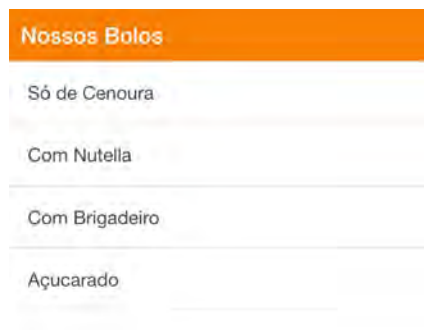 Nossos Bolos
Só de Cenoura
Com Nutella
Com Brigadeiro
Açucarado